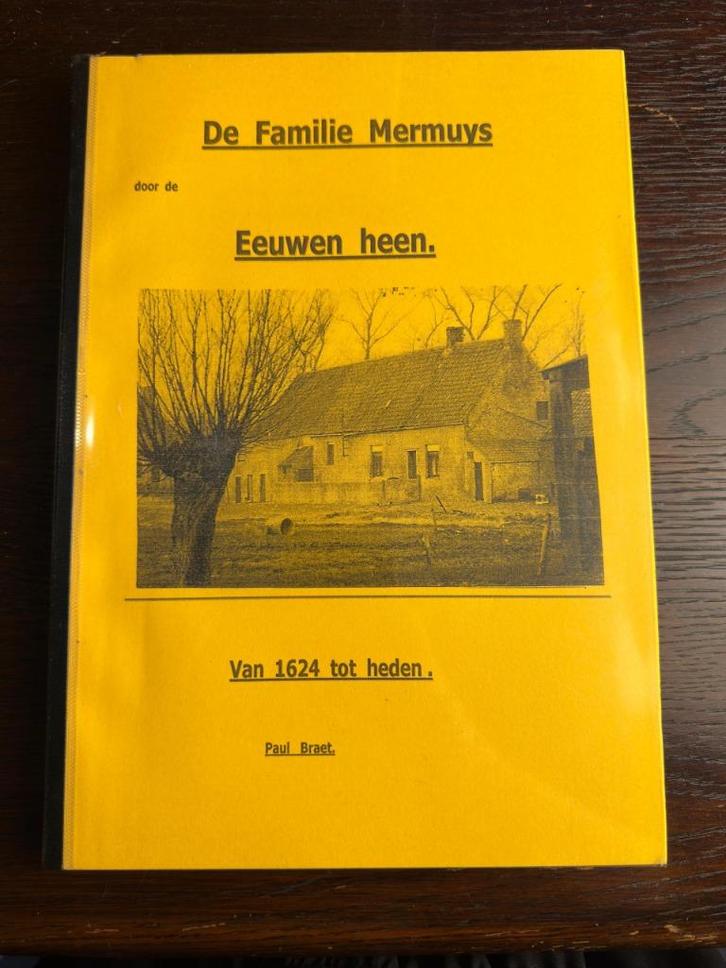 De Familie Mermuys
door de
Eeuwen heen.
Van 1624 tot heden.
Paul Braet.